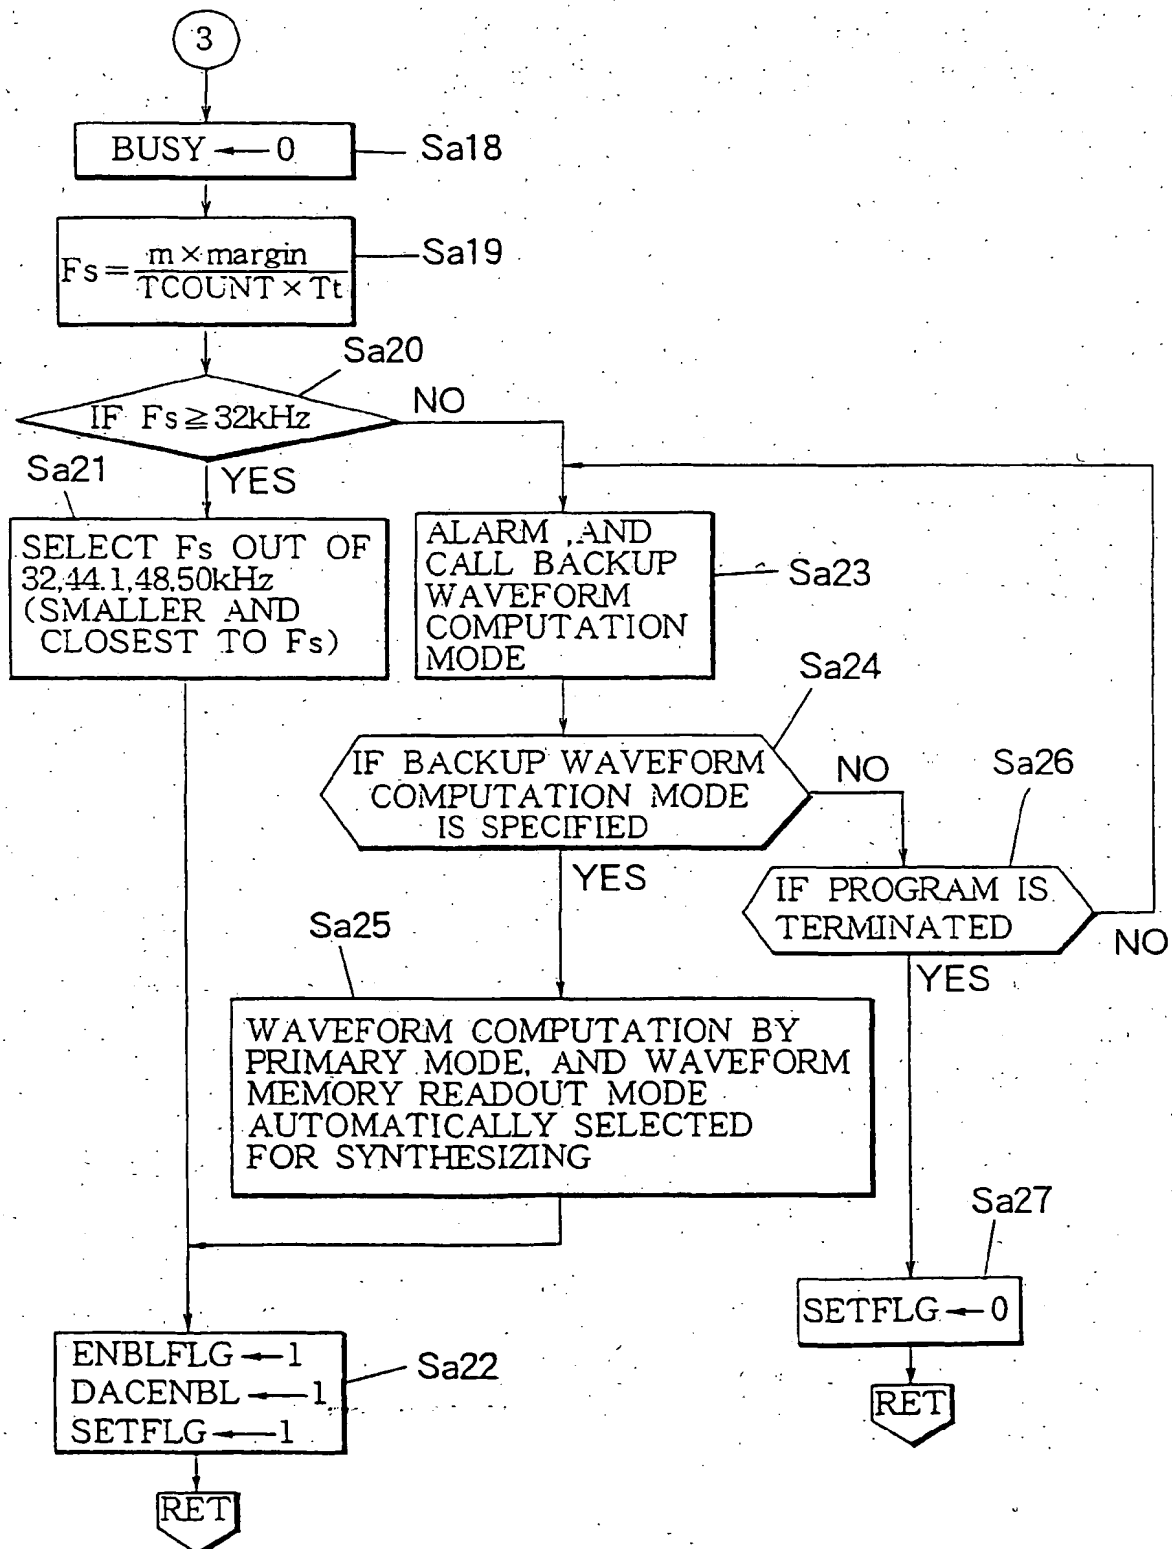 3
BUSY ← 0
Sa18
Fs = m × margin / TCOUNT × Tt
Sa19
Sa20
IF Fs ≧ 32kHz
NO
YES
Sa21
SELECT Fs OUT OF
32,44.1,48,50kHz
(SMALLER AND
CLOSEST TO Fs)
ALARM ,AND
CALL BACKUP
WAVEFORM
COMPUTATION
MODE
Sa23
Sa24
IF BACKUP WAVEFORM
COMPUTATION MODE
IS SPECIFIED
NO
YES
Sa26
IF PROGRAM IS
TERMINATED
NO
YES
Sa25
WAVEFORM COMPUTATION BY
PRIMARY MODE, AND WAVEFORM
MEMORY READOUT MODE
AUTOMATICALLY SELECTED
FOR SYNTHESIZING
Sa27
SETFLG ← 0
RET
ENBLFLG ← 1
DACENBL ← 1
SETFLG ← 1
Sa22
RET